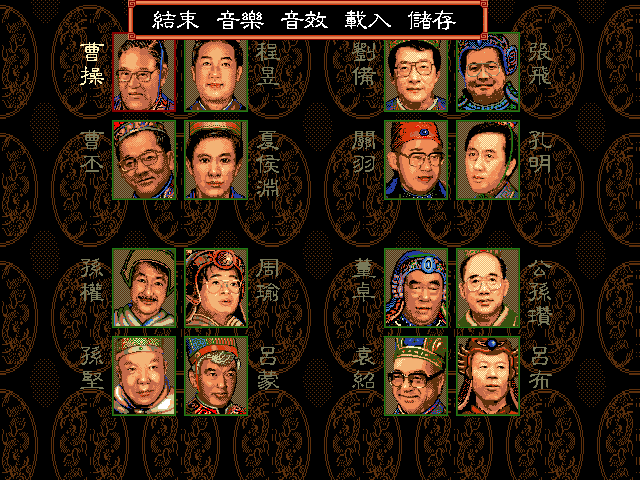 結束 音樂 音效 載入 儲存
曹操
程昱
劉備
張飛
曹丕
夏侯淵
關羽
孔明
孫權
周瑜
董卓
公孫瓚
孫堅
呂蒙
袁紹
呂布